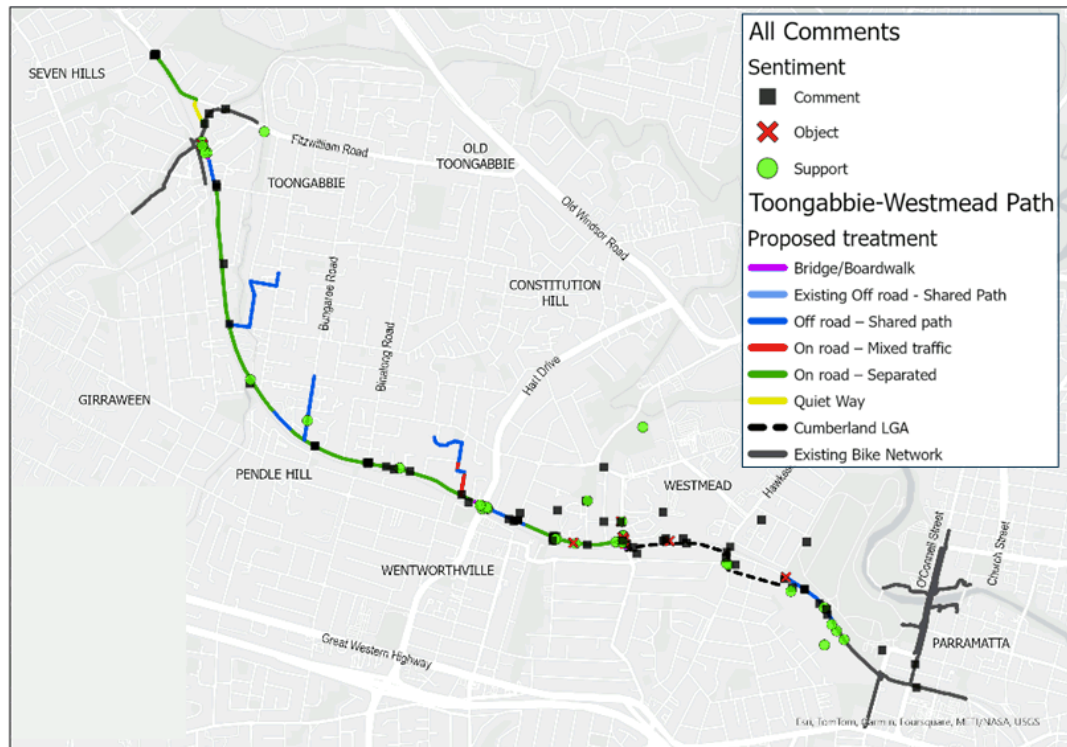 All Comments
Sentiment
Comment
Object
Support
Toongabbie-Westmead Path
Proposed treatment
Bridge/Boardwalk
Existing Off road - Shared Path
Off road – Shared path
On road – Mixed traffic
On road – Separated
Quiet Way
Cumberland LGA
Existing Bike Network
SEVEN HILLS
Fitzwilliam Road
OLD
TOONGABBIE
TOONGABBIE
Old Windsor Road
Bungaree Road
CONSTITUTION
HILL
Binalong Road
Hart Drive
GIRRAWEEN
PENDLE HILL
WESTMEAD
Hawkes
WENTWORTHVILLE
O'Connell Street
Church Street
Great Western Highway
PARRAMATTA
Esri, TomTom, Garmin, Foursquare, METI/NASA, USGS